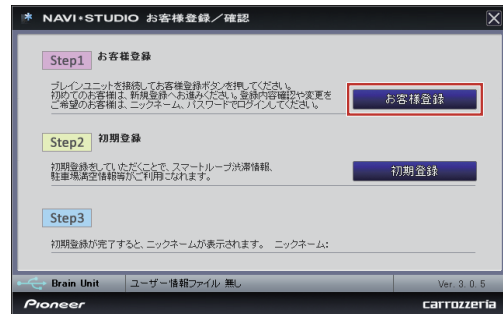 NAVI*STUDIO お客様登録／確認
Step1 お客様登録
ブレインユニットを接続してお客様登録ボタンを押してください。
初めてのお客様は、新規登録へお進みください。登録内容確認や変更を
ご希望のお客様は、ニックネーム、パスワードでログインしてください。
お客様登録
Step2 初期登録
初期登録をしていただくことで、スマートループ渋滞情報、
駐車場満空情報等がご利用になれます。
初期登録
Step3
初期登録が完了すると、ニックネームが表示されます。 ニックネーム:
Brain Unit ユーザー情報ファイル 無し Ver. 3. 0. 5
Pioneer carrozzeria